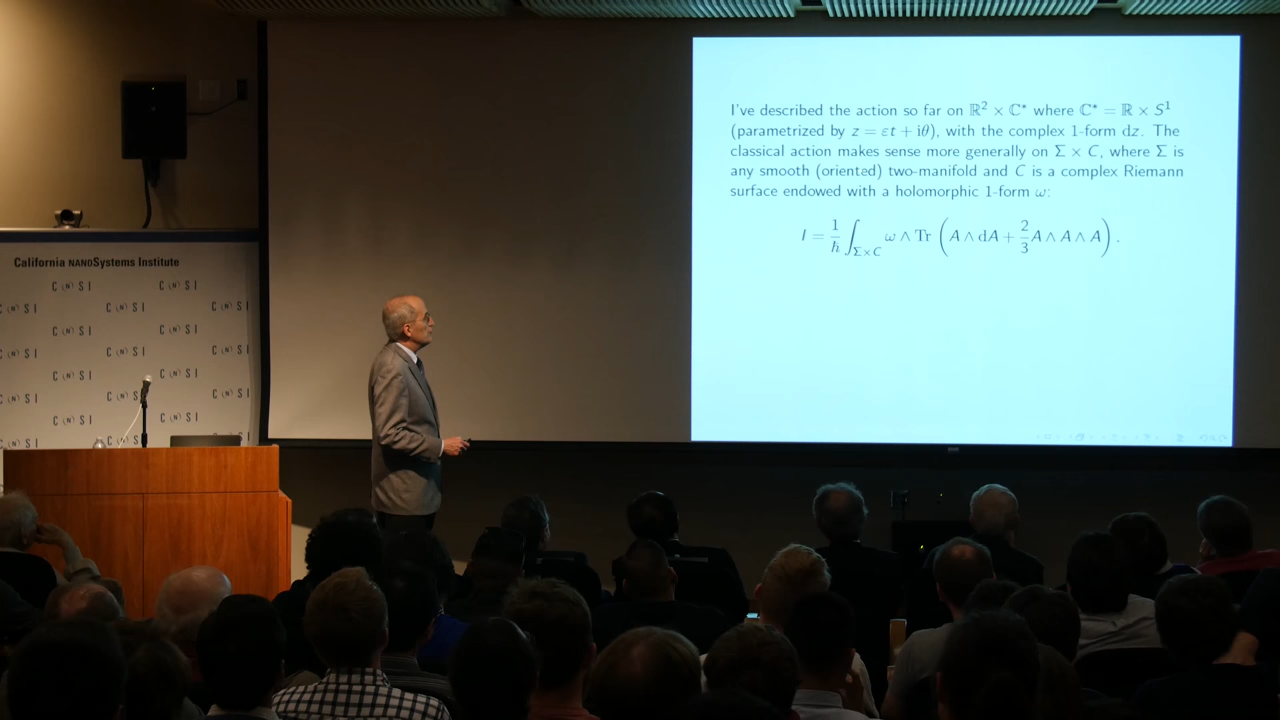 I've described the action so far on ℝ² × ℂ* where ℂ* = ℝ × S¹
(parametrized by z = εt + iθ), with the complex 1-form dz. The
classical action makes sense more generally on Σ × C, where Σ is
any smooth (oriented) two-manifold and C is a complex Riemann
surface endowed with a holomorphic 1-form ω:
I = 1/ħ ∫_{Σ×C} ω ∧ Tr (A ∧ dA + 2/3 A ∧ A ∧ A).
California NANOSystems Institute
C (N) S I C (N) S I
C (N) S I C (N) S I C (N) S I
C (N) S I C (N) S I
C (N) S I C (N) S I C (N) S I
C (N) S I C (N) S I
C (N) S I C (N) S I C (N) S I
C (N) S I C (N) S I